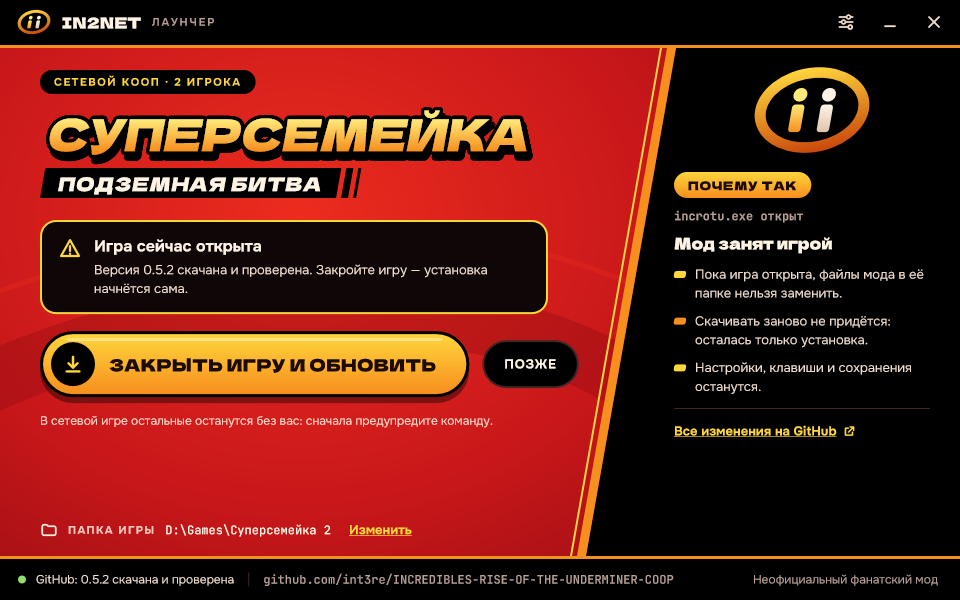 IN2NET ЛАУНЧЕР
СЕТЕВОЙ КООП · 2 ИГРОКА
СУПЕРСЕМЕЙКА
ПОДЗЕМНАЯ БИТВА
Игра сейчас открыта
Версия 0.5.2 скачана и проверена. Закройте игру — установка
начнётся сама.
ЗАКРЫТЬ ИГРУ И ОБНОВИТЬ
ПОЗЖЕ
В сетевой игре остальные останутся без вас: сначала предупредите команду.
ПАПКА ИГРЫ D:\Games\Суперсемейка 2 Изменить
ii
ПОЧЕМУ ТАК
incrotu.exe открыт
Мод занят игрой
Пока игра открыта, файлы мода в её
папке нельзя заменить.
Скачивать заново не придётся:
осталась только установка.
Настройки, клавиши и сохранения
останутся.
Все изменения на GitHub
GitHub: 0.5.2 скачана и проверена
github.com/int3re/INCREDIBLES-RISE-OF-THE-UNDERMINER-COOP
Неофициальный фанатский мод